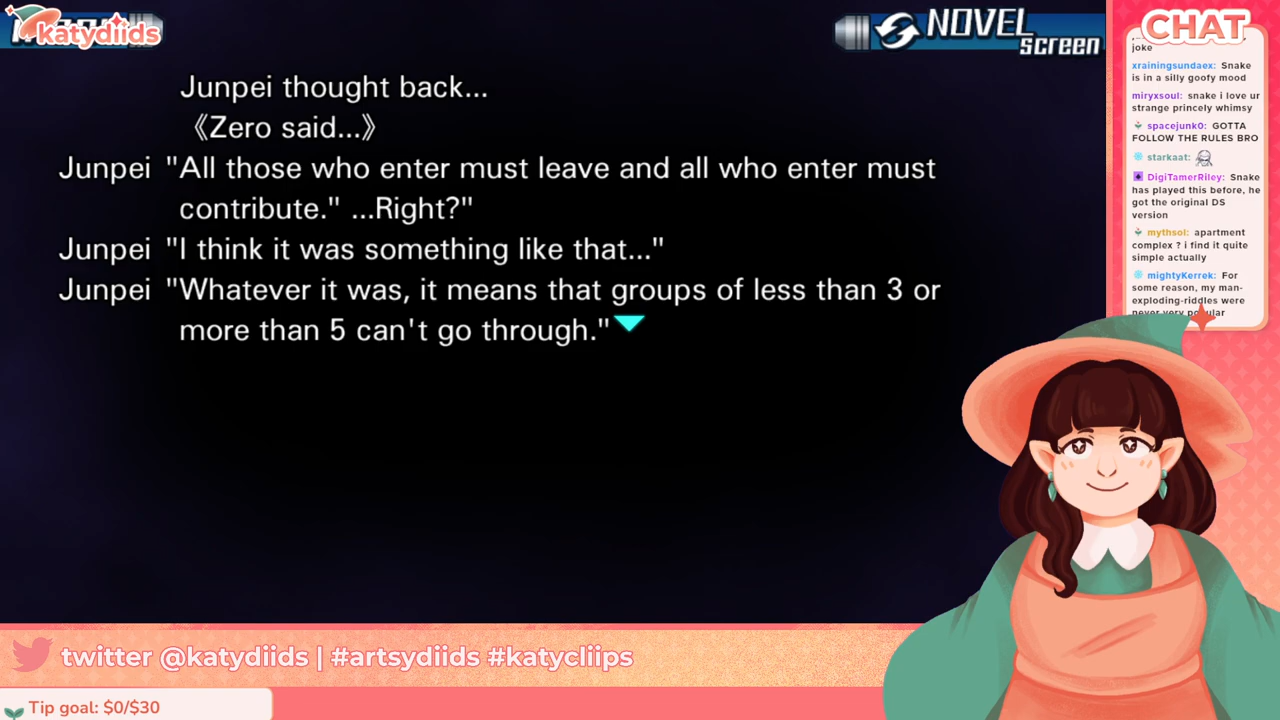 katydiids
NOVEL
screen
Junpei thought back...
《Zero said...》
Junpei "All those who enter must leave and all who enter must
contribute." ...Right?"
Junpei "I think it was something like that..."
Junpei "Whatever it was, it means that groups of less than 3 or
more than 5 can't go through."
CHAT
joke
xrainingsundaex: Snake
is in a silly goofy mood
miryxsoul: snake i love ur
strange princely whimsy
spacejunk0: GOTTA
FOLLOW THE RULES BRO
starkaat:
DigiTamerRiley: Snake
has played this before, he
got the original DS
version
mythsol: apartment
complex ? i find it quite
simple actually
mightyKerrek: For
some reason, my man-
exploding-riddles were
never very popular
twitter @katydiids | #artsydiids #katycliips
Tip goal: $0/$30